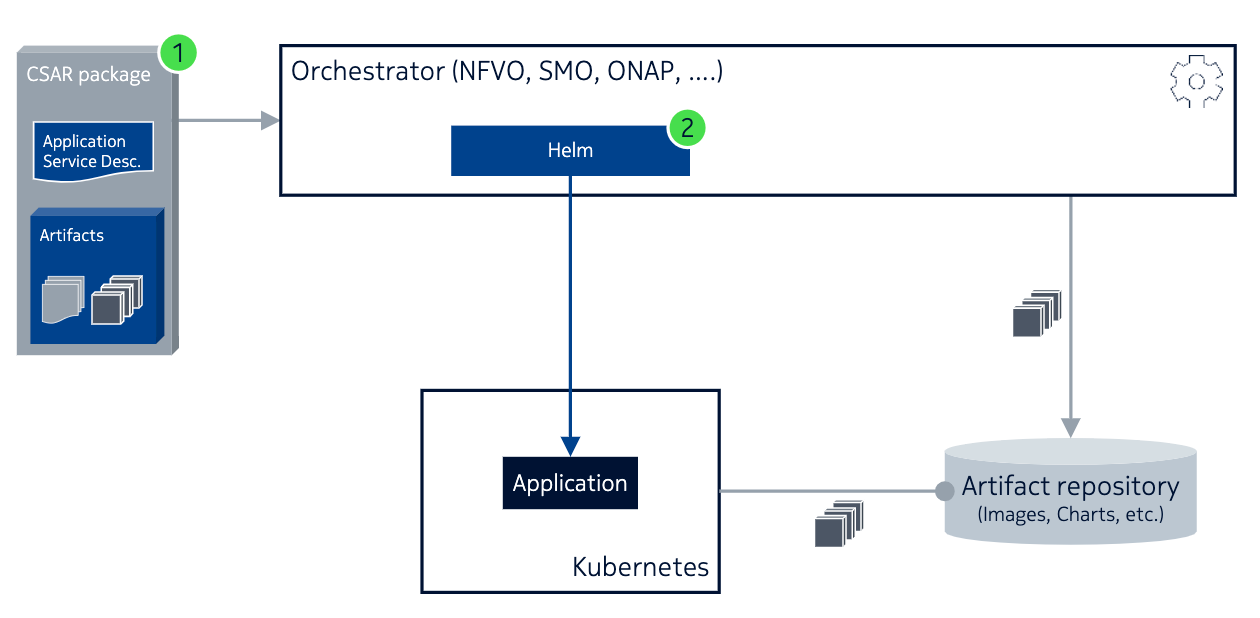 1
CSAR package
Application
Service Desc.
Artifacts
Orchestrator (NFVO, SMO, ONAP, ....)
2
Helm
Application
Kubernetes
Artifact repository
(Images, Charts, etc.)